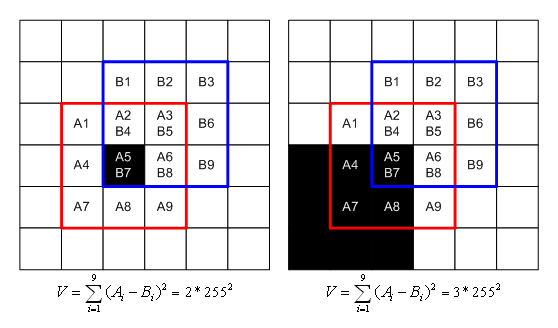 B1 B2 B3
A1 A2 A3 B6
B4 B5
A4 A5 A6 B9
B7 B8
A7 A8 A9
V = \sum_{i=1}^{9} (A_i − B_i)^2 = 2 * 255^2
B1 B2 B3
A1 A2 A3 B6
B4 B5
A4 A5 A6 B9
B7 B8
A7 A8 A9
V = \sum_{i=1}^{9} (A_i − B_i)^2 = 3 * 255^2